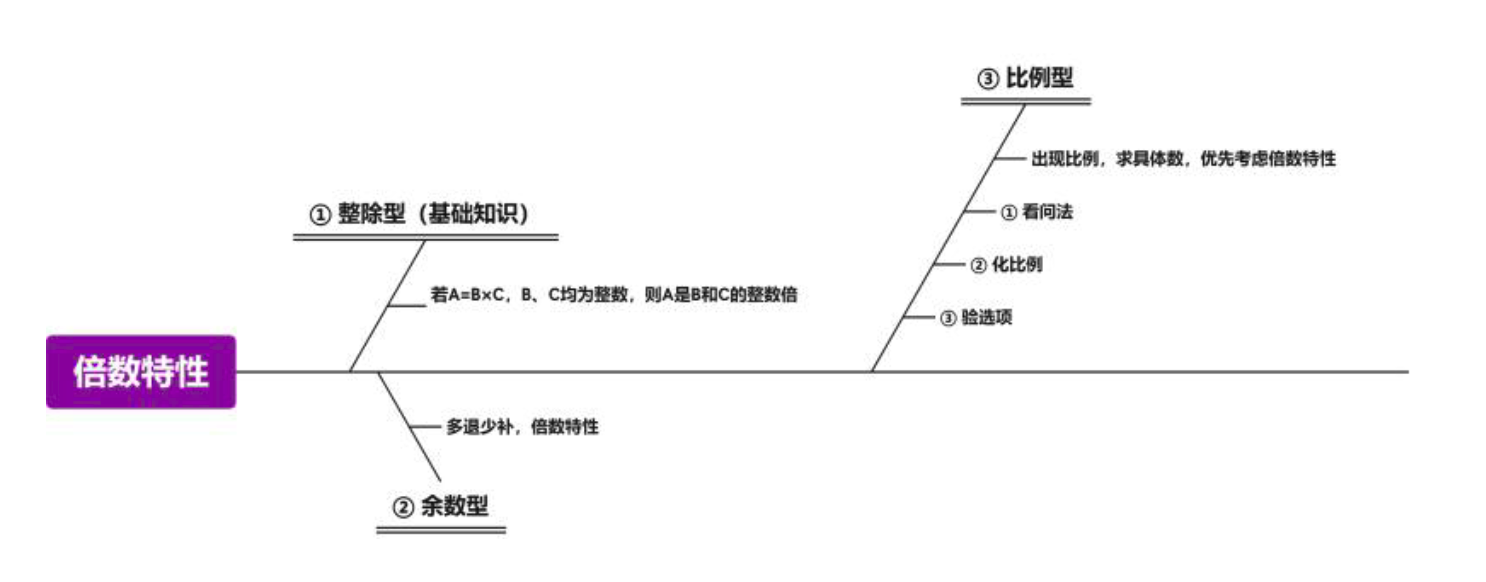 ③ 比例型
出现比例，求具体数，优先考虑倍数特性
① 看问法
② 化比例
③ 验选项
① 整除型（基础知识）
若A=B×C，B、C均为整数，则A是B和C的整数倍
倍数特性
多退少补，倍数特性
② 余数型